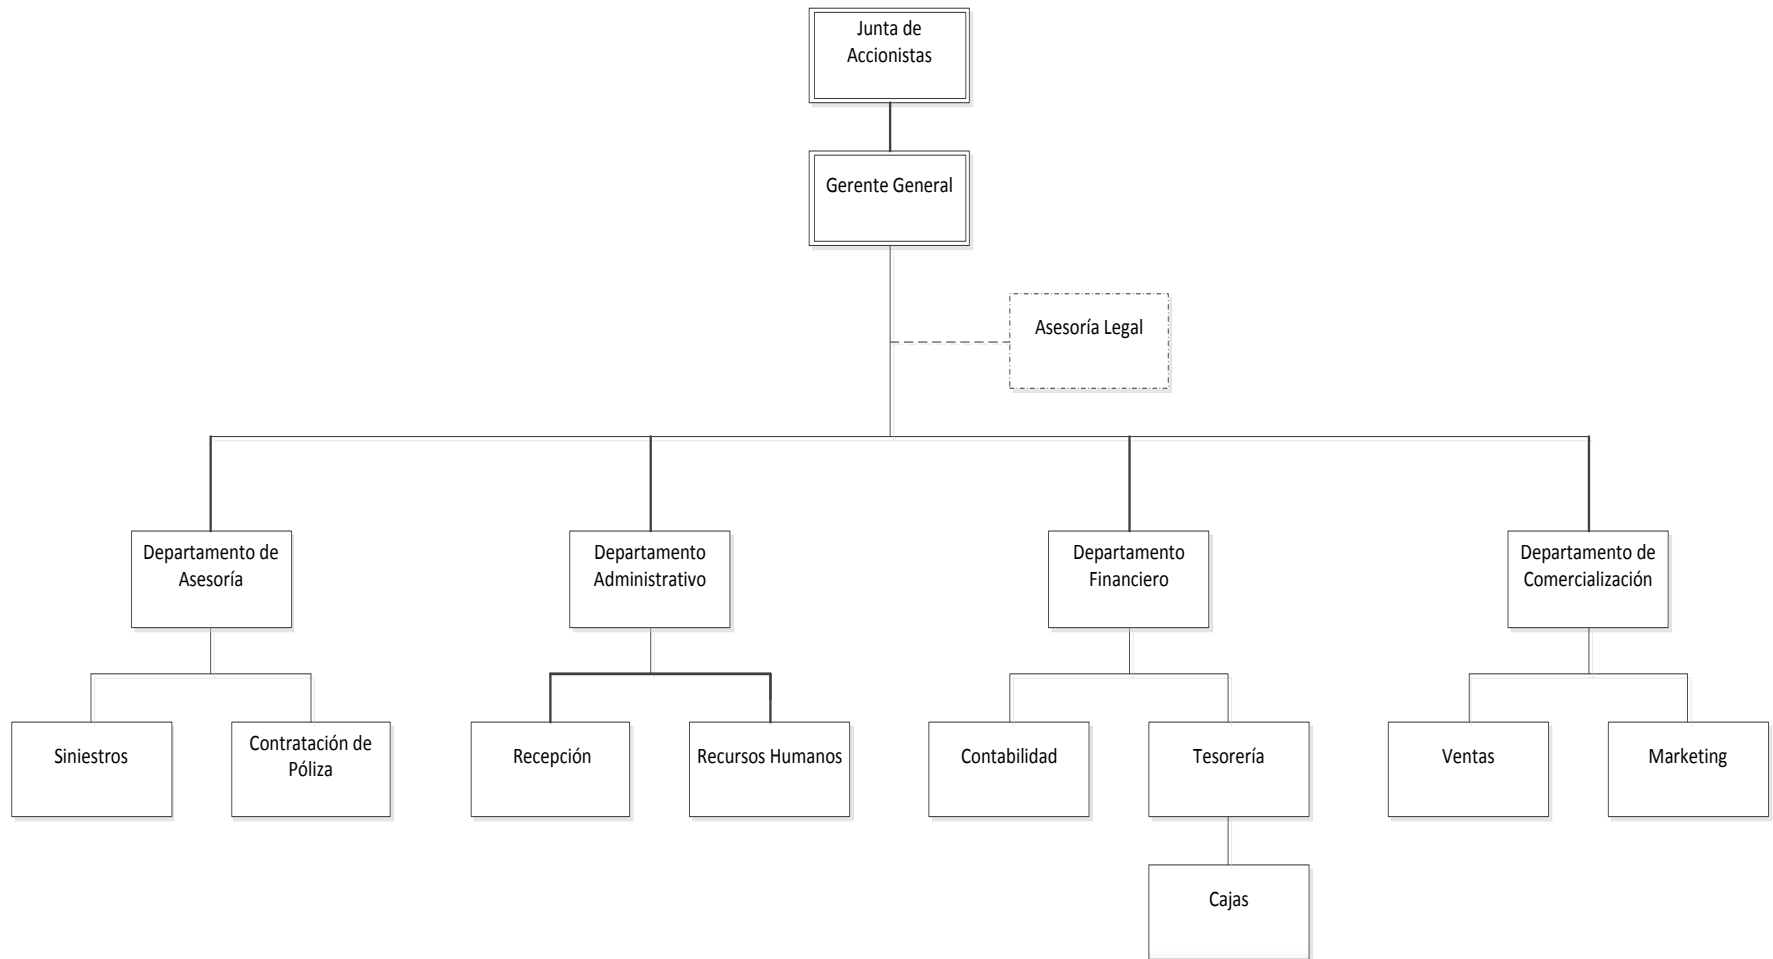 Junta de
Accionistas
Gerente General
Asesoría Legal
Departamento de
Asesoría
Departamento
Administrativo
Departamento
Financiero
Departamento de
Comercialización
Siniestros
Contratación de
Póliza
Recepción
Recursos Humanos
Contabilidad
Tesorería
Ventas
Marketing
Cajas